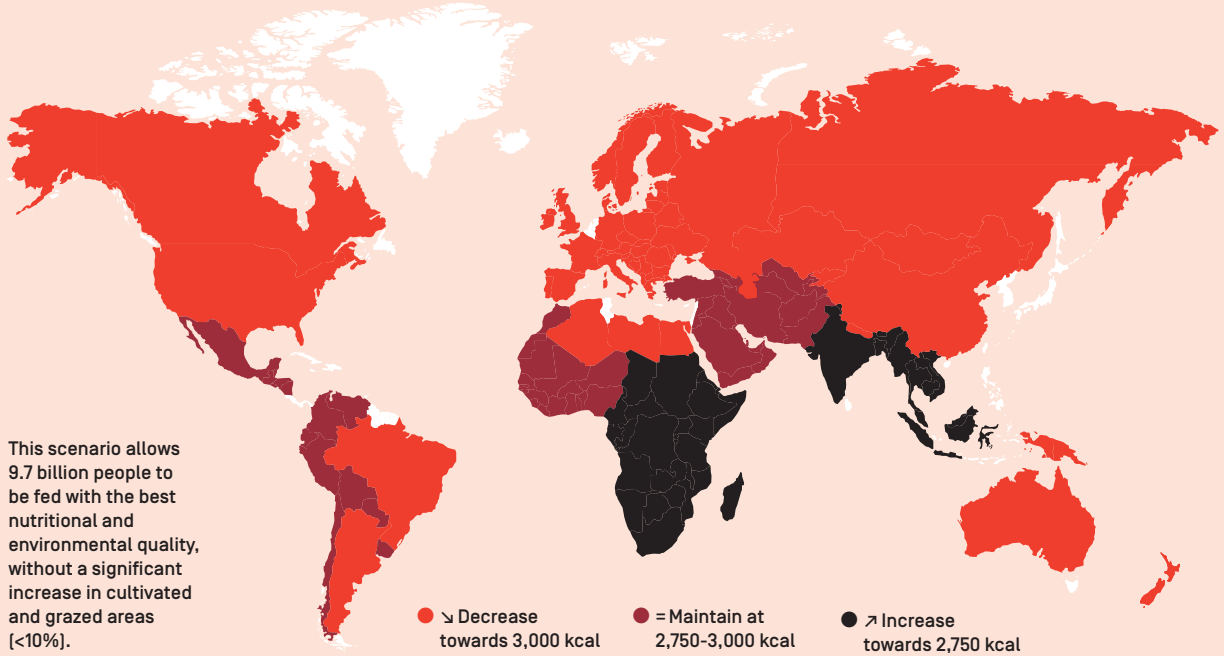 This scenario allows
9.7 billion people to
be fed with the best
nutritional and
environmental quality,
without a significant
increase in cultivated
and grazed areas
(<10%).
↘ Decrease
towards 3,000 kcal
= Maintain at
2,750-3,000 kcal
↗ Increase
towards 2,750 kcal